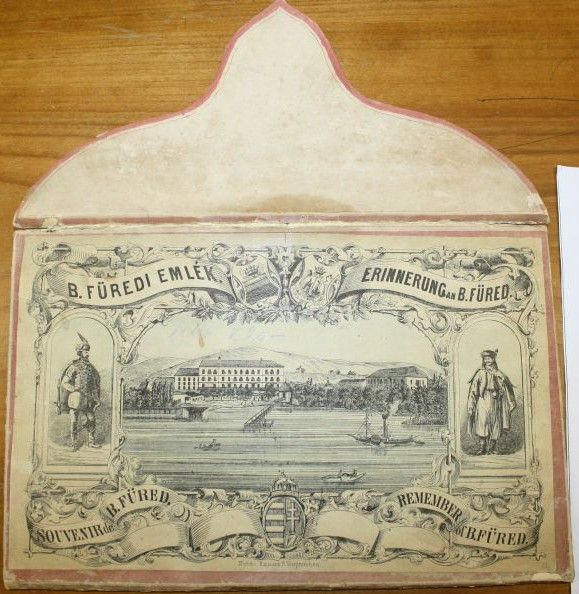 B. FÜREDI EMLÉK.
ERINNERUNG AN B. FÜRED.
SOUVENIR de B. FÜRED.
REMEMBER of B. FÜRED.